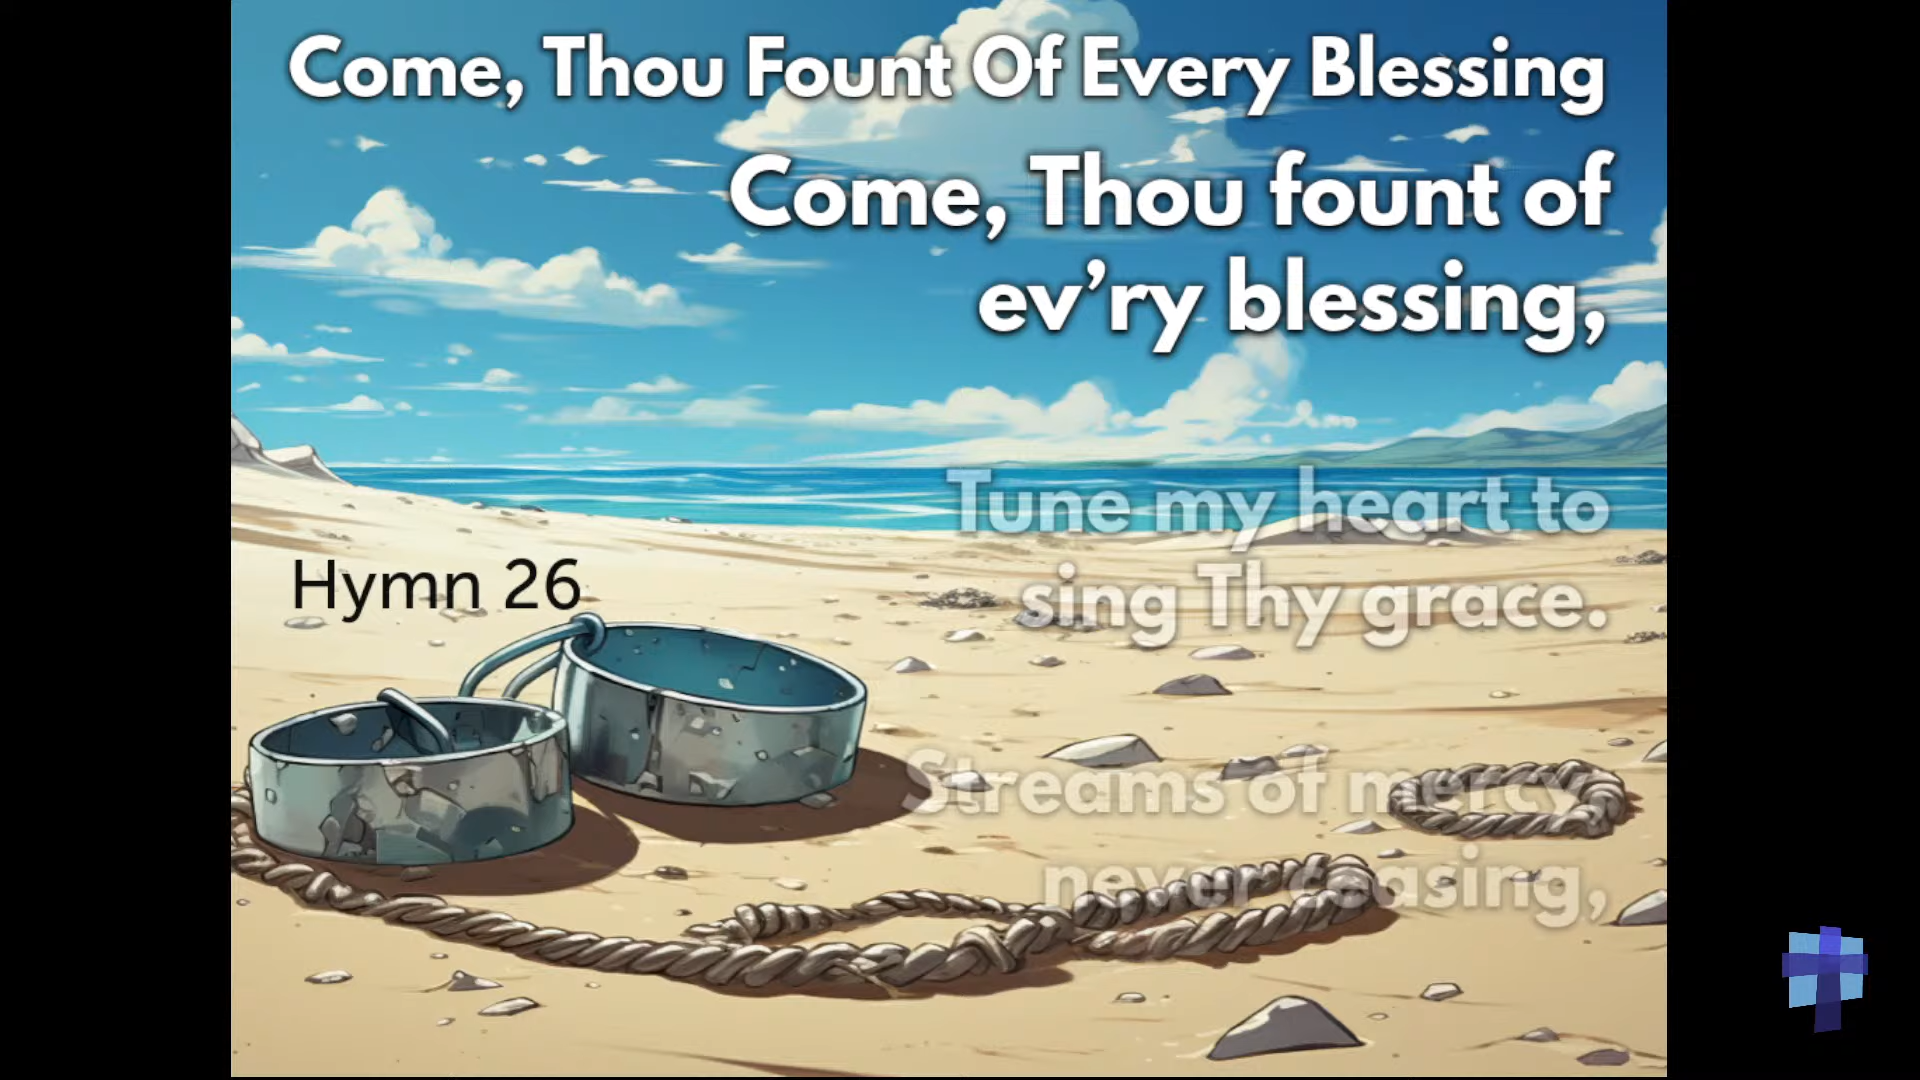 Come, Thou Fount Of Every Blessing
Come, Thou fount of
ev’ry blessing,
Tune my heart to
sing Thy grace.
Hymn 26
Streams of mercy,
never ceasing,